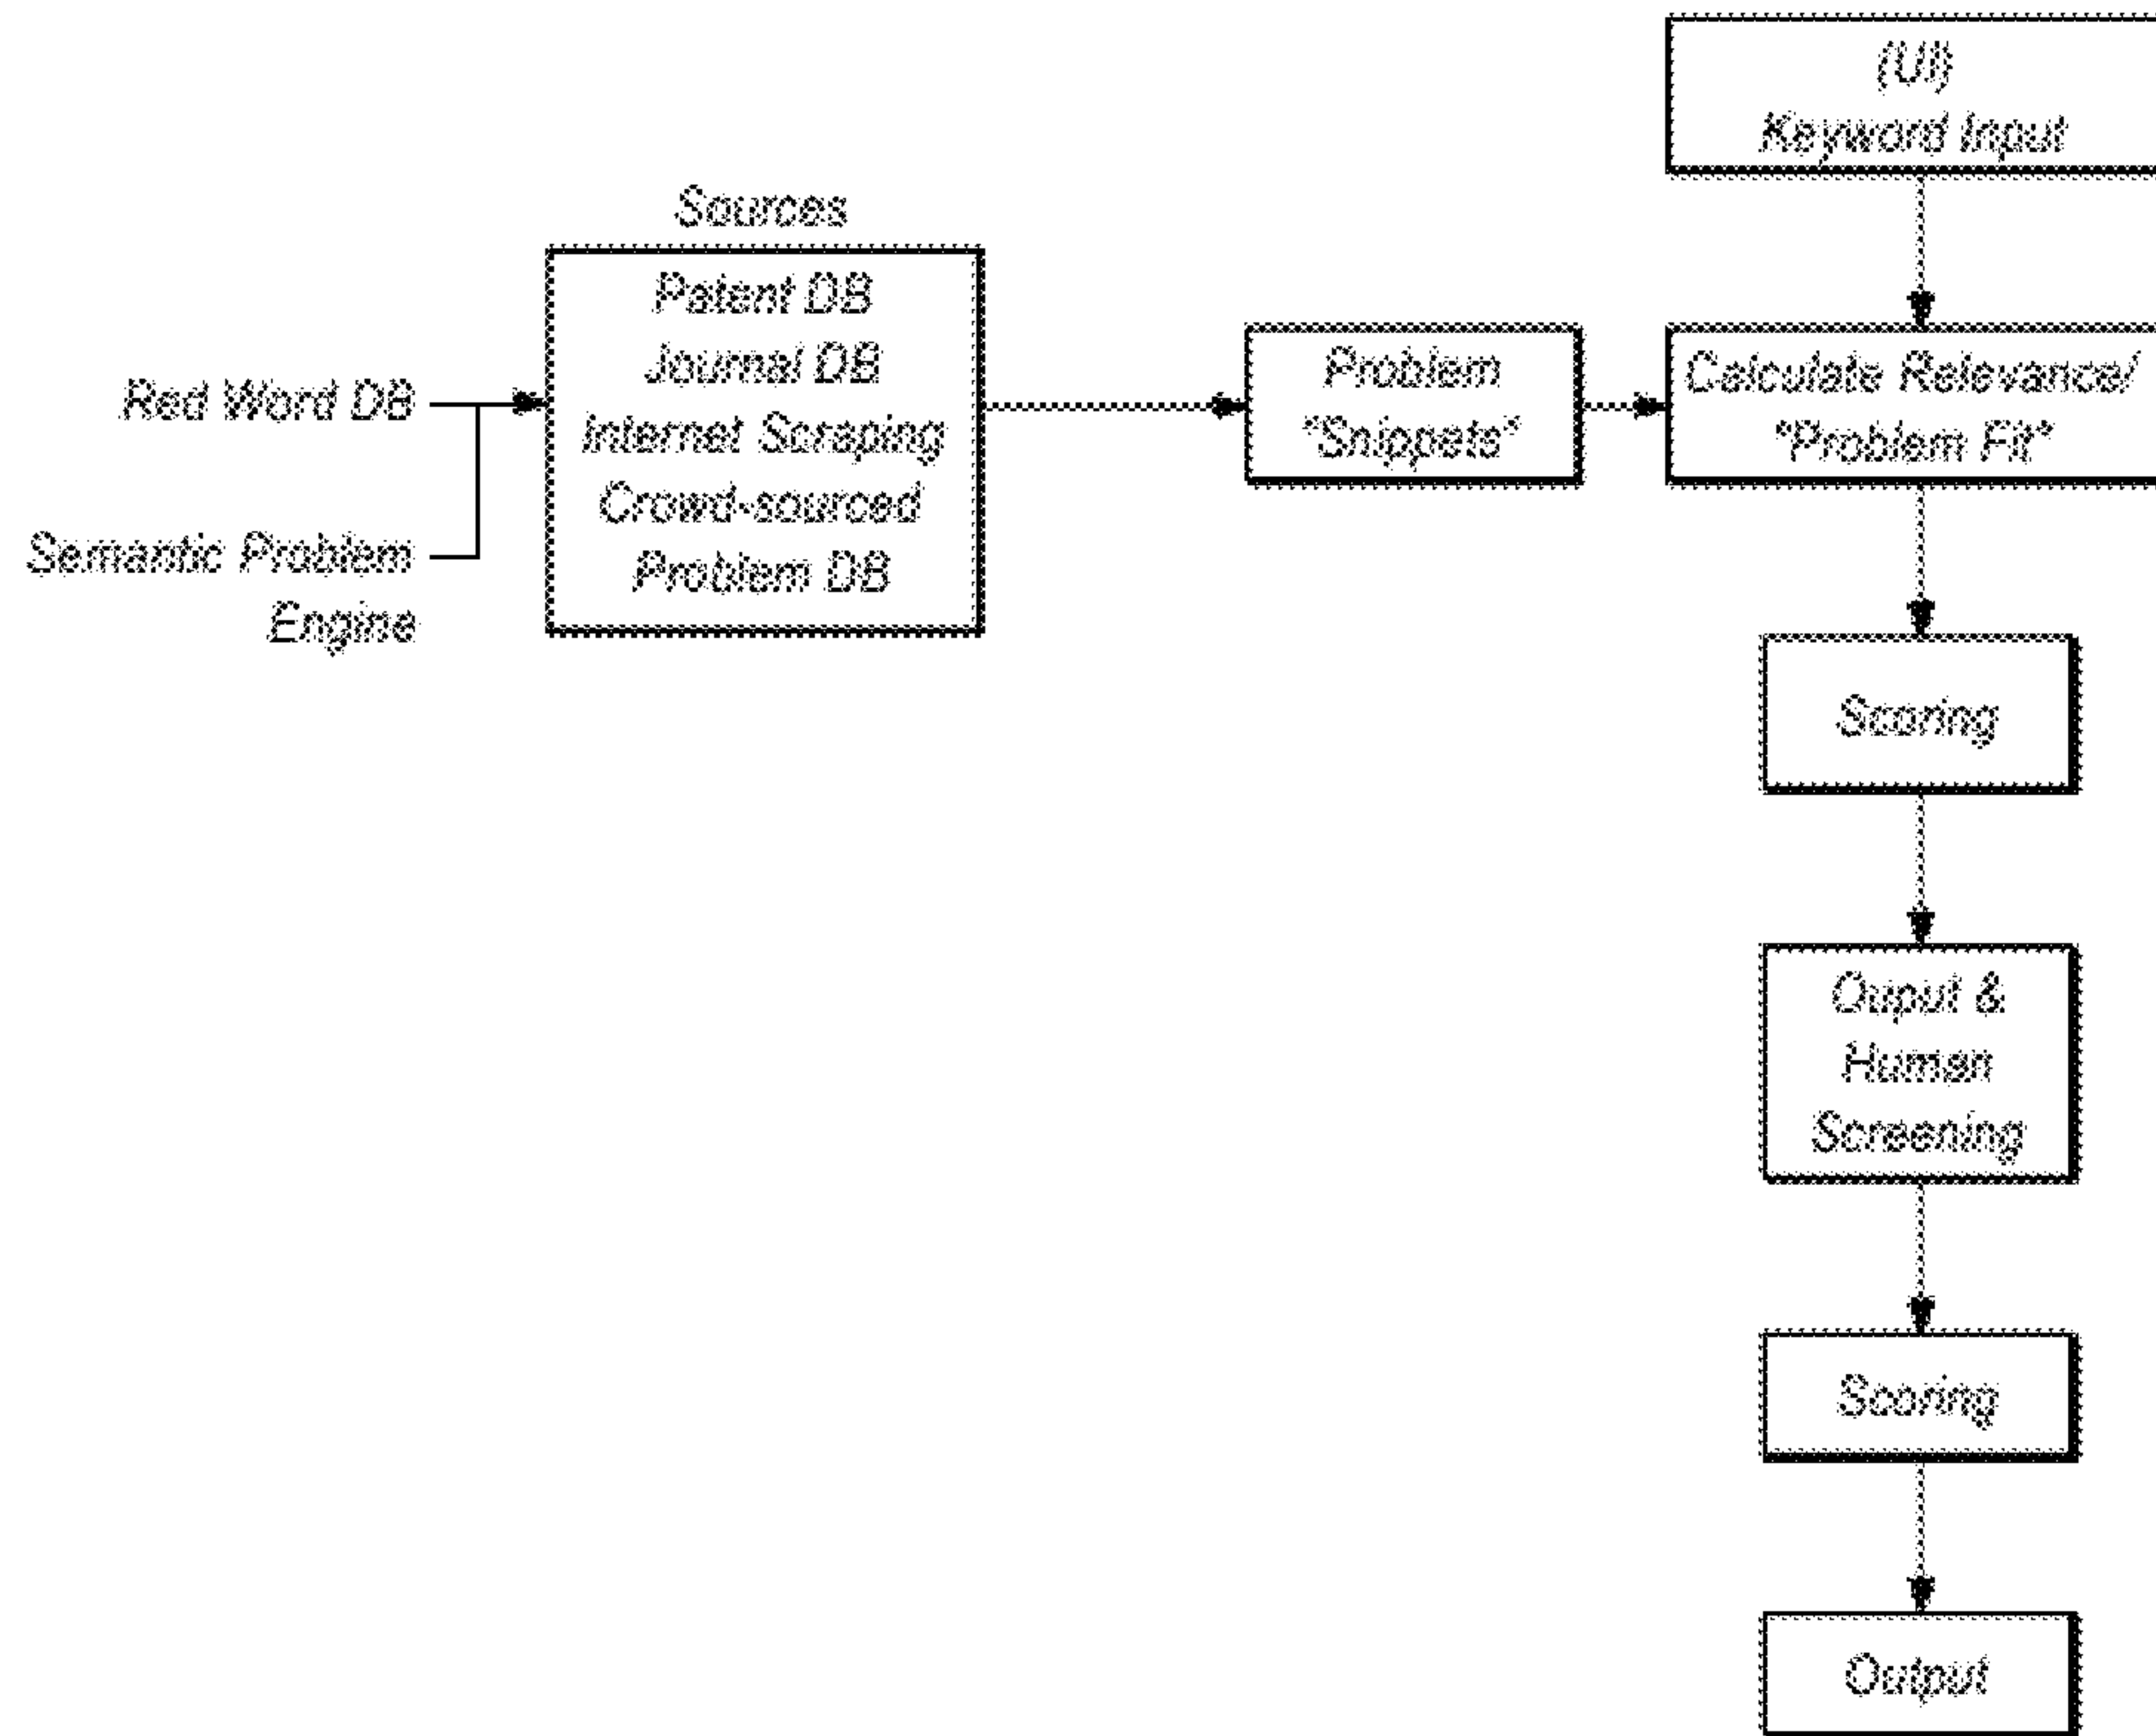 (UI)
Keyword Input
Sources
Patent DB
Journal DB
Internet Scraping
Crowd-sourced
Problem DB
Red Word DB
Semantic Problem
Engine
Problem
"Snippets"
Calculate Relevance/
"Problem Fit"
Scoring
Ouput &
Human
Screening
Scoring
Output